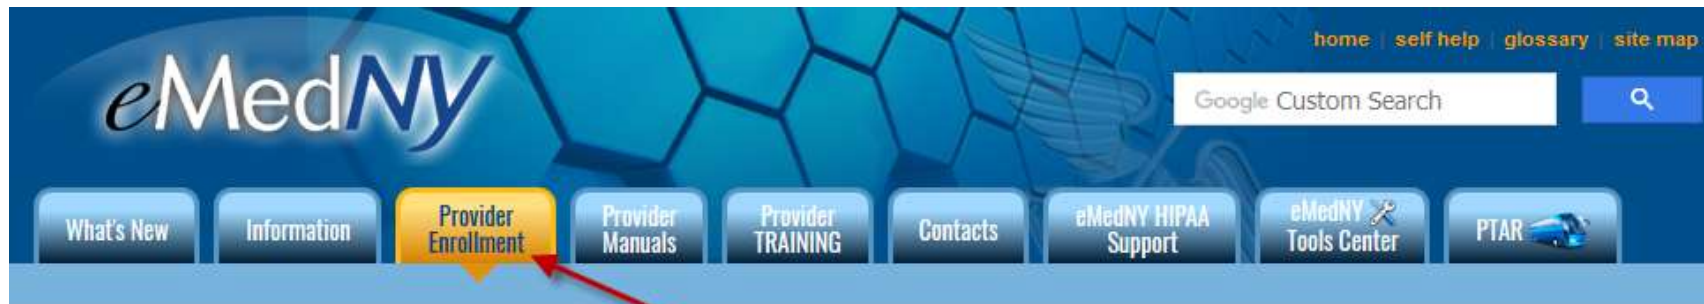 home | self help | glossary | site map
eMedNY
Google Custom Search
What's New
Information
Provider
Enrollment
Provider
Manuals
Provider
TRAINING
Contacts
eMedNY HIPAA
Support
eMedNY
Tools Center
PTAR